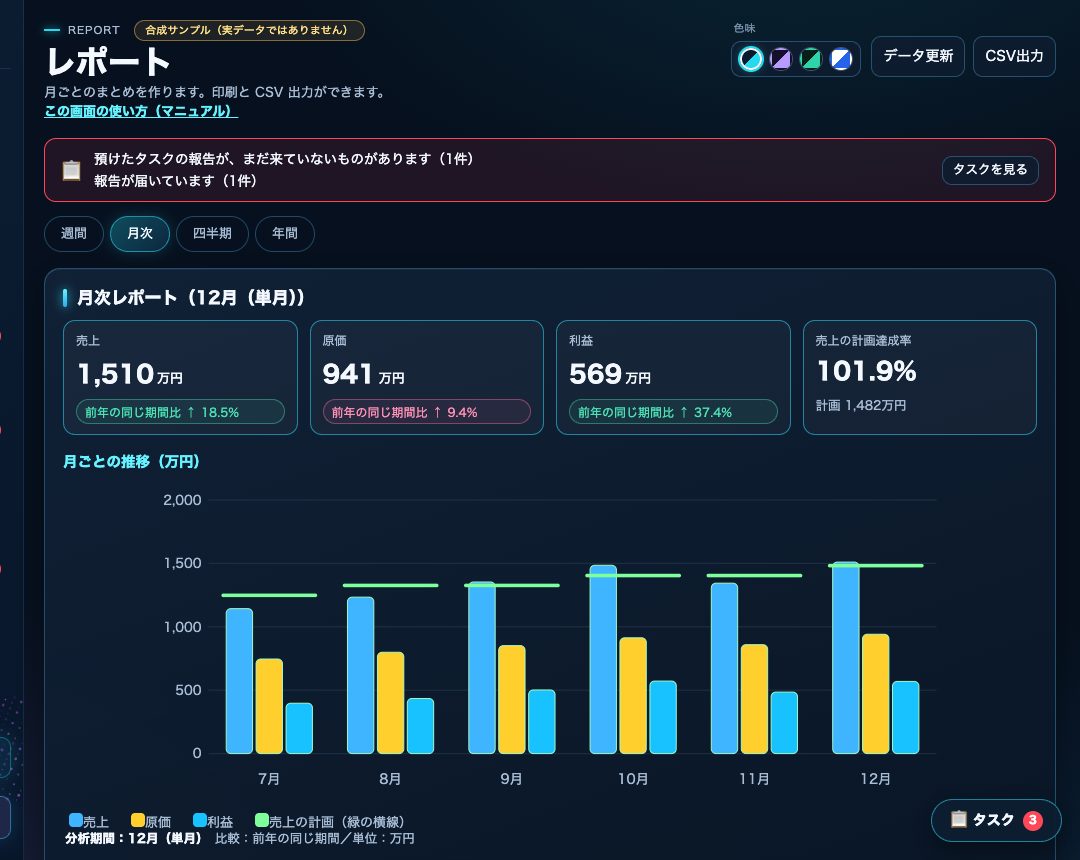 REPORT 合成サンプル（実データではありません）
レポート
月ごとのまとめを作ります。印刷と CSV 出力ができます。
この画面の使い方（マニュアル）
色味
データ更新
CSV出力
預けたタスクの報告が、まだ来ていないものがあります（1件）
報告が届いています（1件）
タスクを見る
週間 月次 四半期 年間
月次レポート（12月（単月））
売上
1,510 万円
前年の同じ期間比 ↑ 18.5%
原価
941 万円
前年の同じ期間比 ↑ 9.4%
利益
569 万円
前年の同じ期間比 ↑ 37.4%
売上の計画達成率
101.9%
計画 1,482万円
月ごとの推移（万円）
2,000
1,500
1,000
500
0
7月 8月 9月 10月 11月 12月
売上 原価 利益 売上の計画（緑の横線）
分析期間：12月（単月） 比較：前年の同じ期間／単位：万円
タスク 3